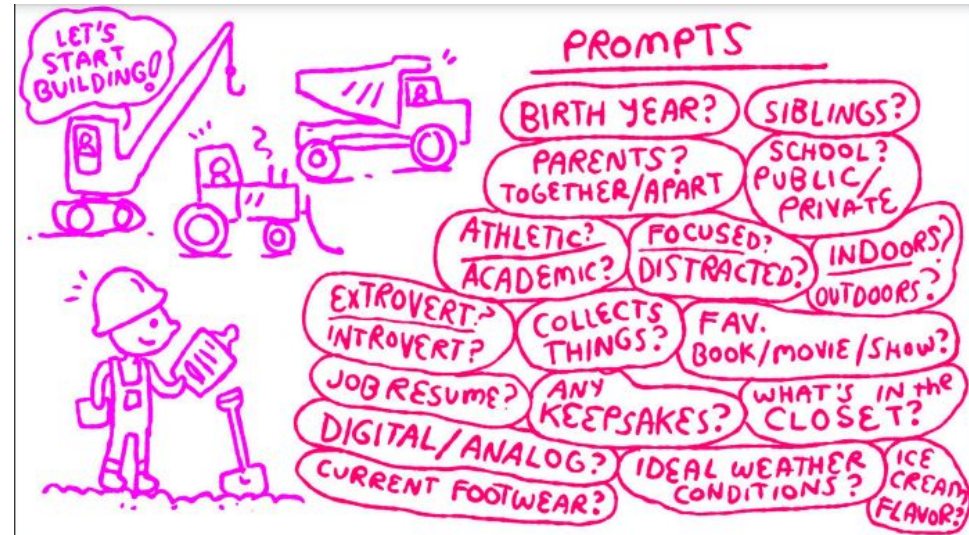 LET'S
START
BUILDING!
PROMPTS
BIRTH YEAR?
SIBLINGS?
PARENTS?
TOGETHER/APART
SCHOOL?
PUBLIC/
PRIVATE
ATHLETIC?
ACADEMIC?
FOCUSED?
DISTRACTED?
INDOORS?
OUTDOORS?
EXTROVERT?
INTROVERT?
COLLECTS
THINGS?
FAV.
BOOK/MOVIE/SHOW?
JOB RESUME?
ANY
KEEPSAKES?
WHAT'S IN the
CLOSET?
DIGITAL/ANALOG?
CURRENT FOOTWEAR?
IDEAL WEATHER
CONDITIONS?
ICE
CREAM
FLAVOR?